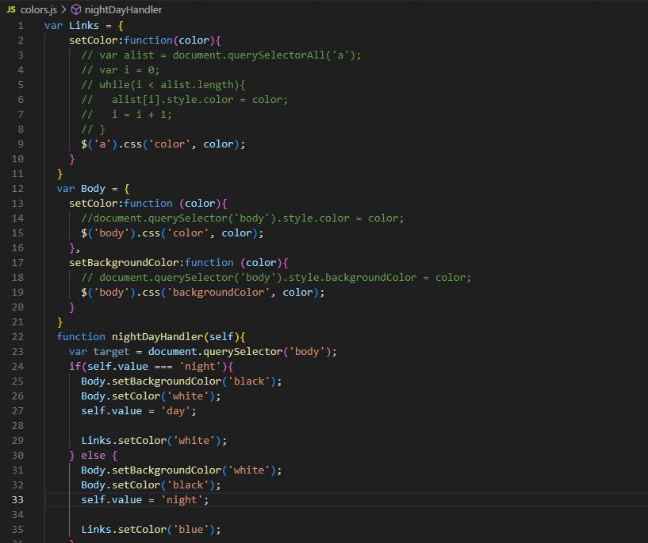 JS colors.js > nightDayHandler
1 var Links = {
2 setColor:function(color){
3 // var alist = document.querySelectorAll('a');
4 // var i = 0;
5 // while(i < alist.length){
6 //   alist[i].style.color = color;
7 //   i = i + 1;
8 // }
9 $('a').css('color', color);
10 }
11 }
12 var Body = {
13 setColor:function (color){
14 //document.querySelector('body').style.color = color;
15 $('body').css('color', color);
16 },
17 setBackgroundColor:function (color){
18 // document.querySelector('body').style.backgroundColor = color;
19 $('body').css('backgroundColor', color);
20 }
21 }
22 function nightDayHandler(self){
23 var target = document.querySelector('body');
24 if(self.value === 'night'){
25 Body.setBackgroundColor('black');
26 Body.setColor('white');
27 self.value = 'day';
28
29 Links.setColor('white');
30 } else {
31 Body.setBackgroundColor('white');
32 Body.setColor('black');
33 self.value = 'night';
34
35 Links.setColor('blue');